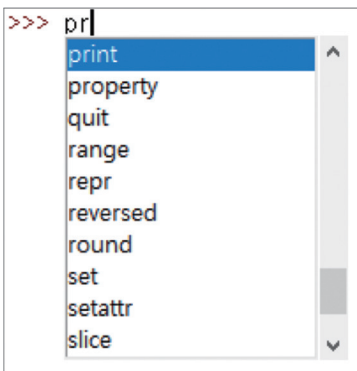 >>> pr
print
property
quit
range
repr
reversed
round
set
setattr
slice